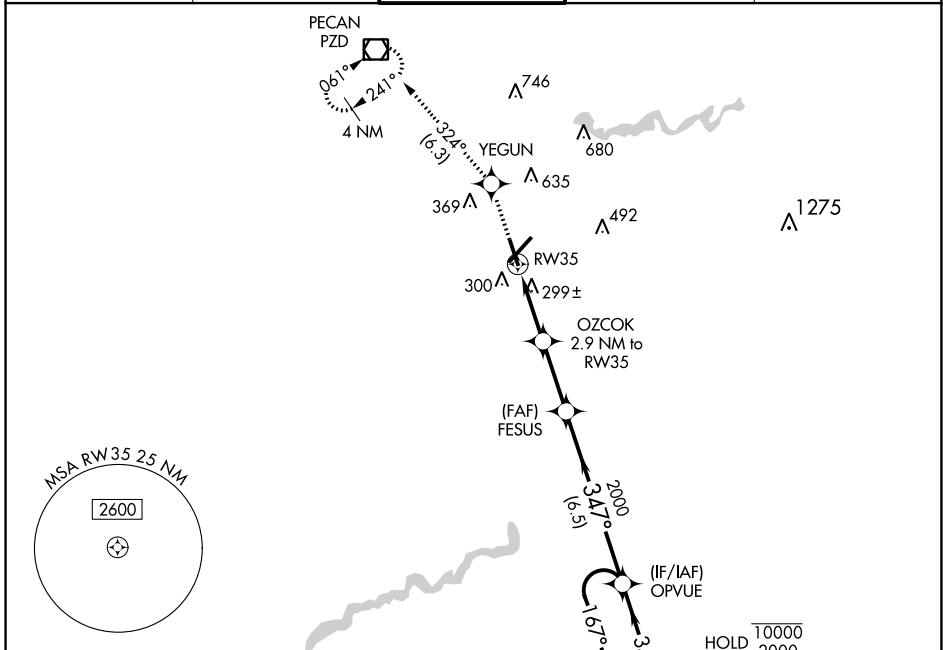 PECAN
PZD
061°
241°
4 NM
746
324°
(6.3)
680
YEGUN
635
369
492
1275
RW35
300
299±
OZCOK
2.9 NM to
RW35
(FAF)
FESUS
MSA RW35 25 NM
2600
2000
347°
(6.5)
(IF/IAF)
OPVUE
167°
HOLD
10000